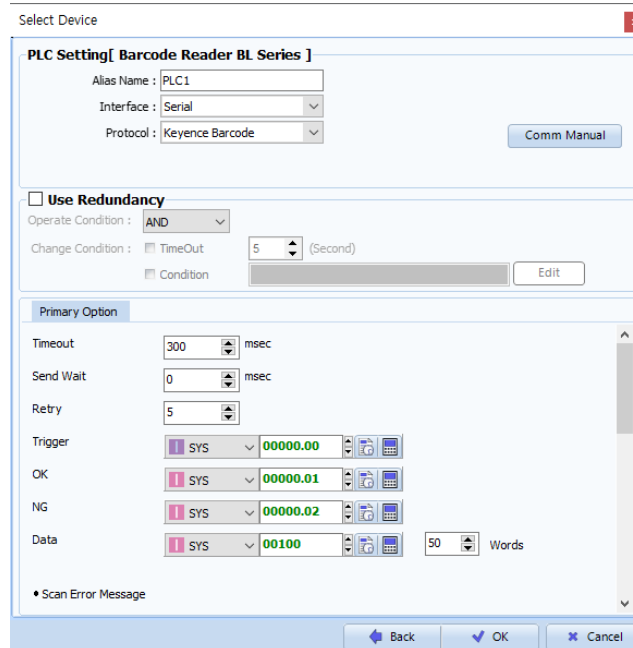 Select Device
PLC Setting[ Barcode Reader BL Series ]
Alias Name : PLC1
Interface : Serial
Protocol : Keyence Barcode
Comm Manual
Use Redundancy
Operate Condition : AND
Change Condition : TimeOut 5 (Second)
Condition Edit
Primary Option
Timeout 300 msec
Send Wait 0 msec
Retry 5
Trigger SYS 00000.00
OK SYS 00000.01
NG SYS 00000.02
Data SYS 00100 50 Words
• Scan Error Message
Back OK Cancel